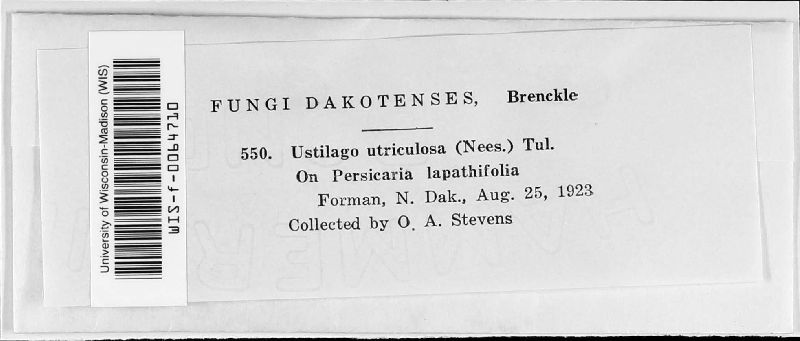 University of Wisconsin-Madison (WIS)
WIS-f-0064710
FUNGI DAKOTENSES, Brenckle
550. Ustilago utriculosa (Nees.) Tul.
On Persicaria lapathifolia
Forman, N. Dak., Aug. 25, 1923
Collected by O. A. Stevens